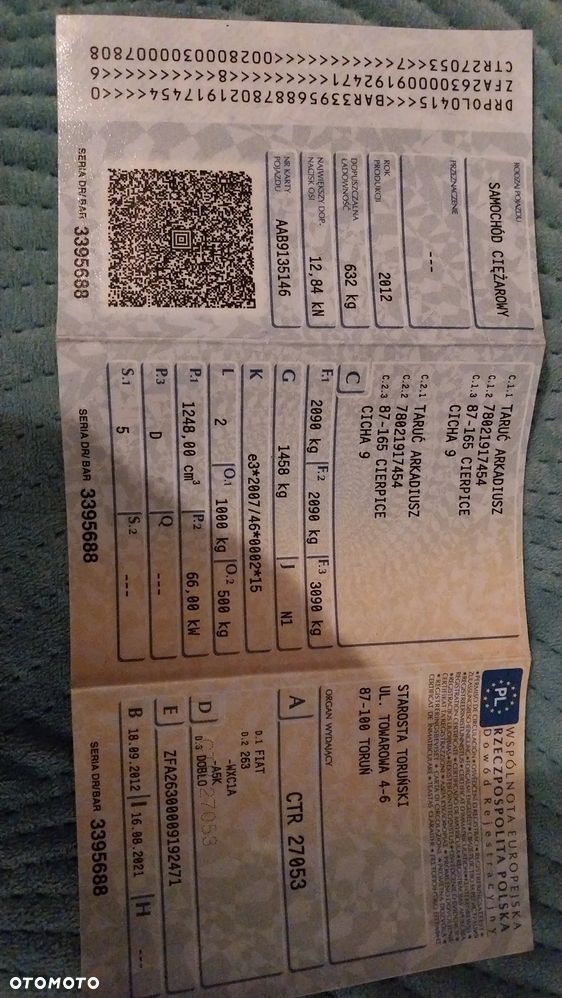 WSPÓLNOTA EUROPEJSKA
RZECZPOSPOLITA POLSKA
Dowód Rejestracyjny
PL
ORGAN WYDAJĄCY
STAROSTA TORUŃSKI
UL. TOWAROWA 4-6
87-100 TORUŃ
A CTR 27053
D
D.1 FIAT
D.2 263
-WXC1A
-A5K
D.3 DOBLO
E ZFA26300009192471
B 18.09.2012 I 16.08.2021 H ---
SERIA DR/BAR 3395688
C.1.1 TARUĆ ARKADIUSZ
C.1.2 78021917454
C.1.3 87-165 CIERPICE
CICHA 9
C.2.1 TARUĆ ARKADIUSZ
C.2.2 78021917454
C.2.3 87-165 CIERPICE
CICHA 9
C
F.1 2090 kg F.2 2090 kg F.3 3090 kg
G 1458 kg J N1
K e3*2007/46*0002*15
L 2 O.1 1000 kg O.2 500 kg
P.1 1248,00 cm³ P.2 66,00 kW
P.3 D Q ---
S.1 5 S.2 ---
SERIA DR/BAR 3395688
RODZAJ POJAZDU
SAMOCHÓD CIĘŻAROWY
PRZEZNACZENIE
---
ROK PRODUKCJI 2012
DOPUSZCZALNA ŁADOWNOŚĆ 632 kg
NAJWIĘKSZY DOP. NACISK OSI 12,84 kN
NR KARTY POJAZDU AAB9135146
SERIA DR/BAR 3395688
DRPOL0415<<BAR339568878021917454<<<<0
ZFA26300009192471<<<<<<<8<<<<<<<<<6
CTR27053<<7<<<<<<<<00280000300007808
OTOMOTO